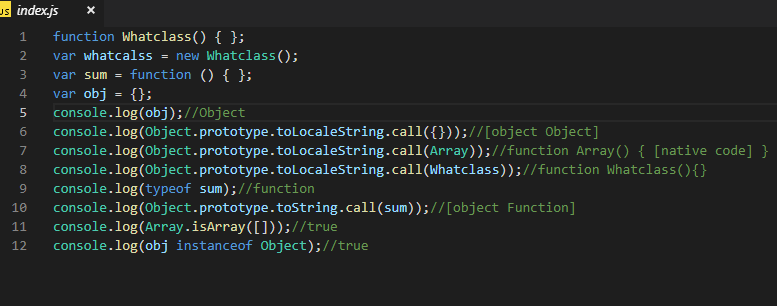 JS index.js ×
1 function Whatclass() { };
2 var whatcalss = new Whatclass();
3 var sum = function () { };
4 var obj = {};
5 console.log(obj);//Object
6 console.log(Object.prototype.toLocaleString.call({}));//[object Object]
7 console.log(Object.prototype.toLocaleString.call(Array));//function Array() { [native code] }
8 console.log(Object.prototype.toLocaleString.call(Whatclass));//function Whatclass(){}
9 console.log(typeof sum);//function
10 console.log(Object.prototype.toString.call(sum));//[object Function]
11 console.log(Array.isArray([]));//true
12 console.log(obj instanceof Object);//true